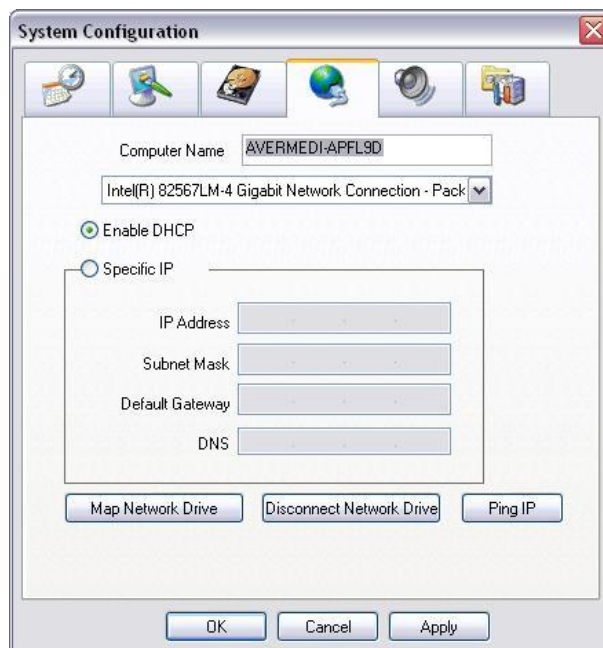 System Configuration
Computer Name AVERMEDI-APFL9D
Intel(R) 82567LM-4 Gigabit Network Connection - Pack
Enable DHCP
Specific IP
IP Address
Subnet Mask
Default Gateway
DNS
Map Network Drive Disconnect Network Drive Ping IP
OK Cancel Apply